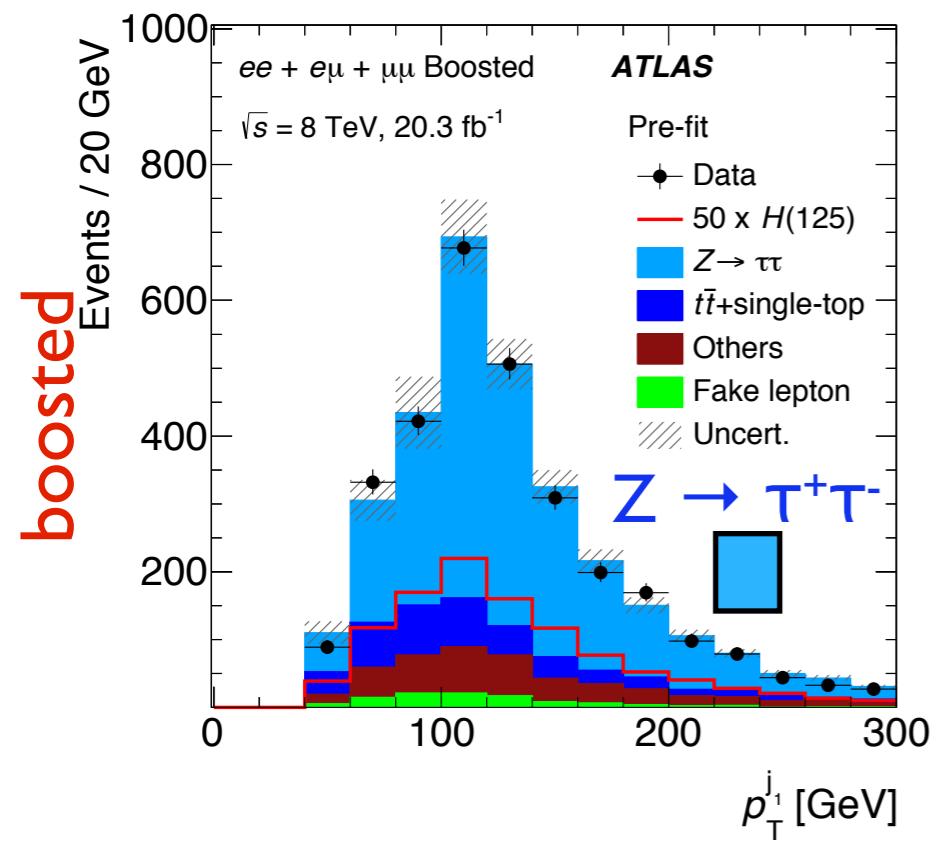 boosted
Events / 20 GeV
1000
800
600
400
200
ee + eμ + μμ Boosted
ATLAS
√s = 8 TeV, 20.3 fb⁻¹
Pre-fit
Data
50 x H(125)
Z→ ττ
tt̄+single-top
Others
Fake lepton
Uncert.
Z → τ⁺τ⁻
0 100 200 300
p_T^{j₁} [GeV]